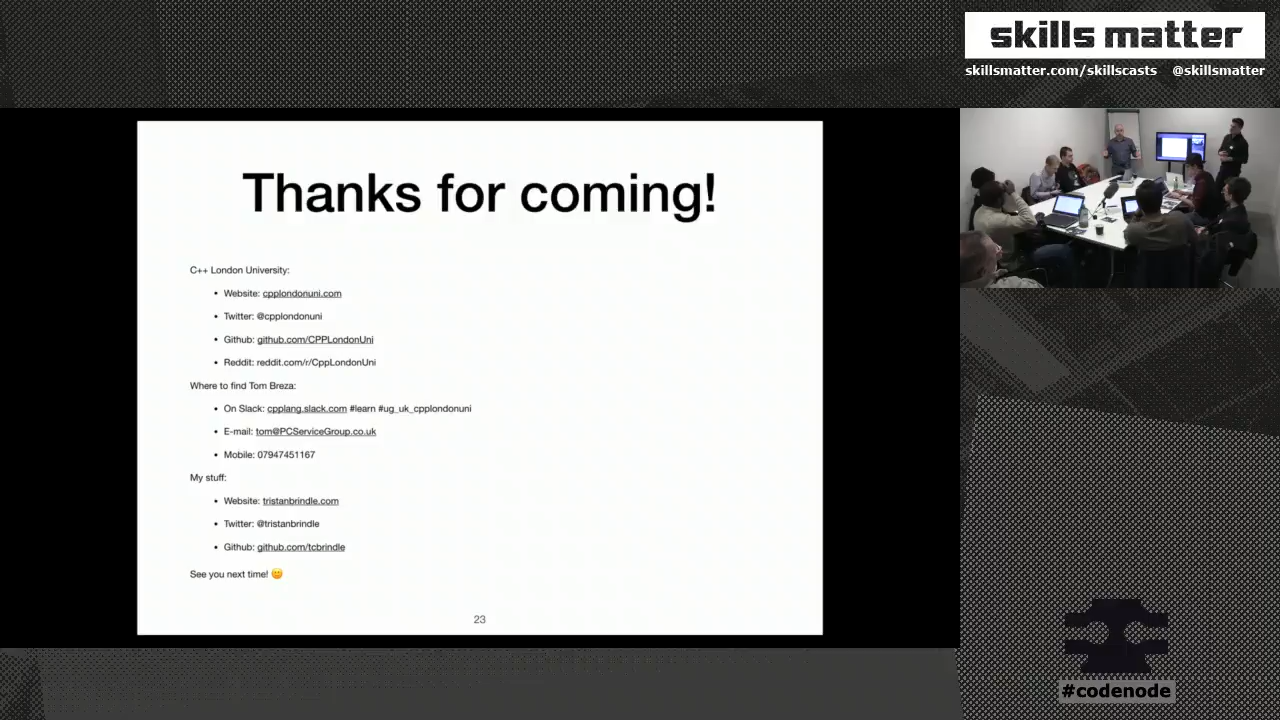 skills matter
skillsmatter.com/skillscasts @skillsmatter
Thanks for coming!
C++ London University:
• Website: cpplondonuni.com
• Twitter: @cpplondonuni
• Github: github.com/CPPLondonUni
• Reddit: reddit.com/r/CppLondonUni
Where to find Tom Breza:
• On Slack: cpplang.slack.com #learn #ug_uk_cpplondonuni
• E-mail: tom@PCServiceGroup.co.uk
• Mobile: 07947451167
My stuff:
• Website: tristanbrindle.com
• Twitter: @tristanbrindle
• Github: github.com/tcbrindle
See you next time! 🙂
23
#codenode